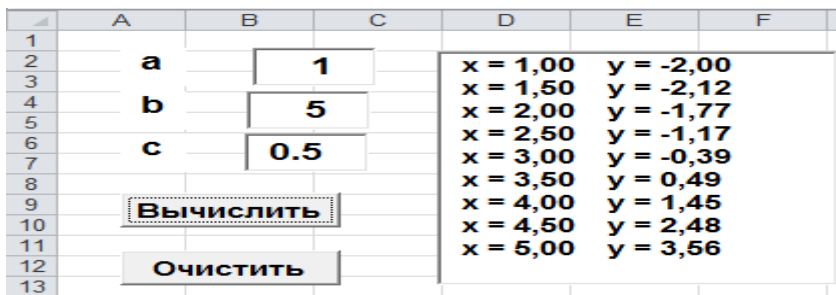 A B C D E F
1
2 a 1 x = 1,00 y = -2,00
3 x = 1,50 y = -2,12
4 b 5 x = 2,00 y = -1,77
5 x = 2,50 y = -1,17
6 c 0.5 x = 3,00 y = -0,39
7 x = 3,50 y = 0,49
8
9 Вычислить x = 4,00 y = 1,45
10 x = 4,50 y = 2,48
11 x = 5,00 y = 3,56
12 Очистить
13